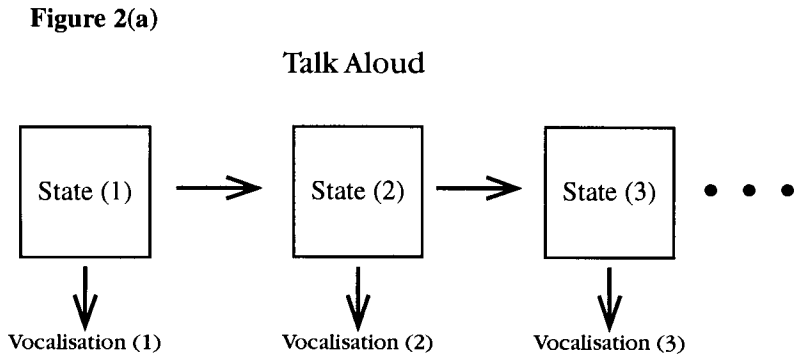 Figure 2(a)
Talk Aloud
State (1) State (2) State (3)
Vocalisation (1) Vocalisation (2) Vocalisation (3)